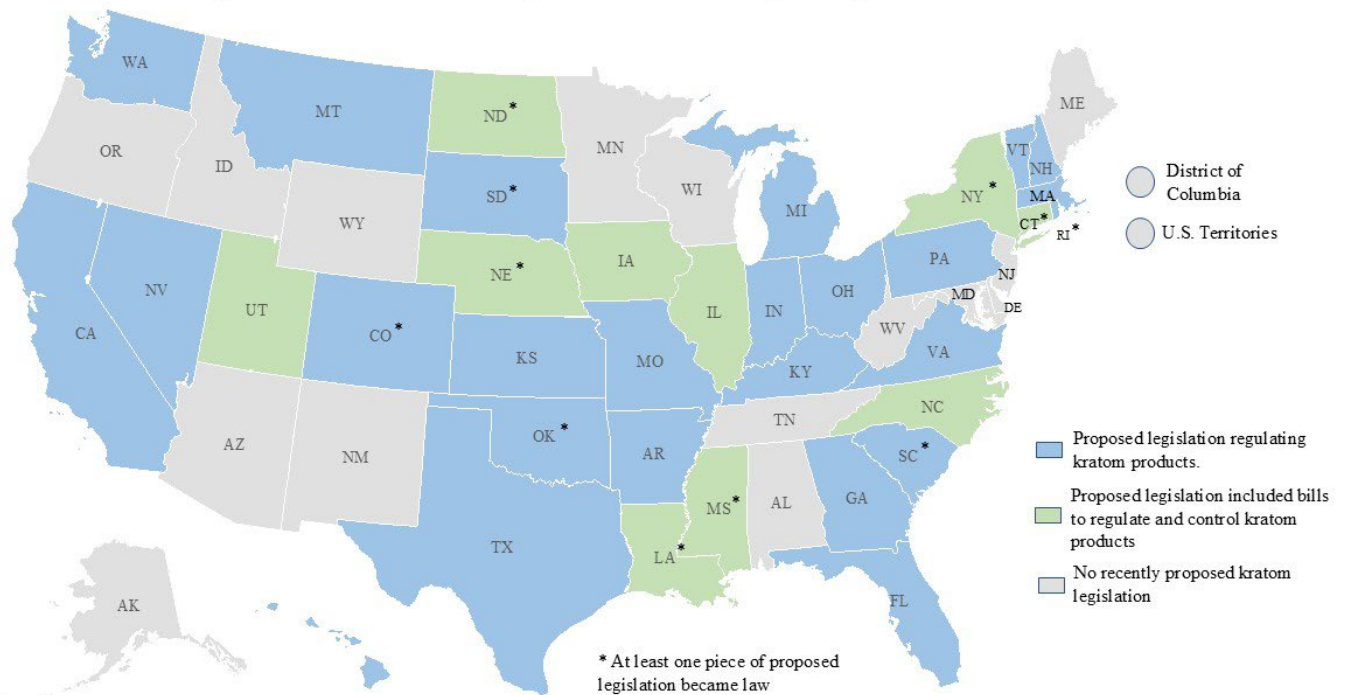 WA
MT
ND*
MN
ME
OR
ID
VT
NH
District of
Columbia
SD*
WI
MI
NY*
MA
WY
CT*
RI*
U.S. Territories
NE*
IA
PA
NJ
NV
UT
IL
IN
OH
MD
DE
CA
CO*
WV
KS
MO
VA
KY
NC
TN
AZ
NM
OK*
AR
SC*
Proposed legislation regulating
kratom products.
MS*
AL
GA
Proposed legislation included bills
to regulate and control kratom
products
TX
LA*
No recently proposed kratom
legislation
AK
FL
* At least one piece of proposed
legislation became law